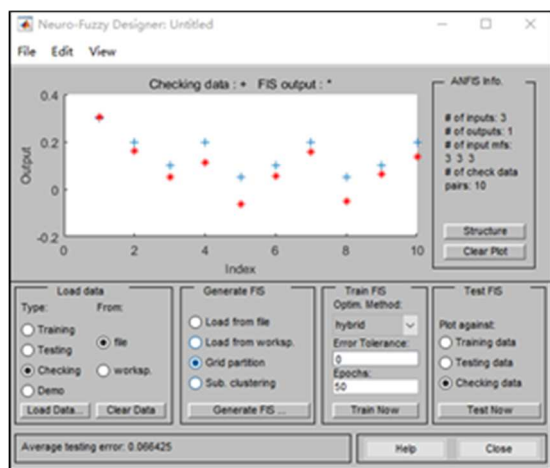 Neuro-Fuzzy Designer: Untitled
File Edit View
Checking data : + FIS output : *
0.4
0.2
0
-0.2
Output
0 2 4 6 8 10
Index
ANFIS Info.
# of inputs: 3
# of outputs: 1
# of input mfs:
3 3 3
# of check data
pairs: 10
Structure
Clear Plot
Load data
Type: From:
Training
Testing
Checking
Demo
file
worksp.
Load Data... Clear Data
Generate FIS
Load from file
Load from worksp.
Grid partition
Sub. clustering
Generate FIS ...
Train FIS
Optim. Method:
hybrid
Error Tolerance:
0
Epochs:
50
Train Now
Test FIS
Plot against:
Training data
Testing data
Checking data
Test Now
Average testing error: 0.066425
Help Close